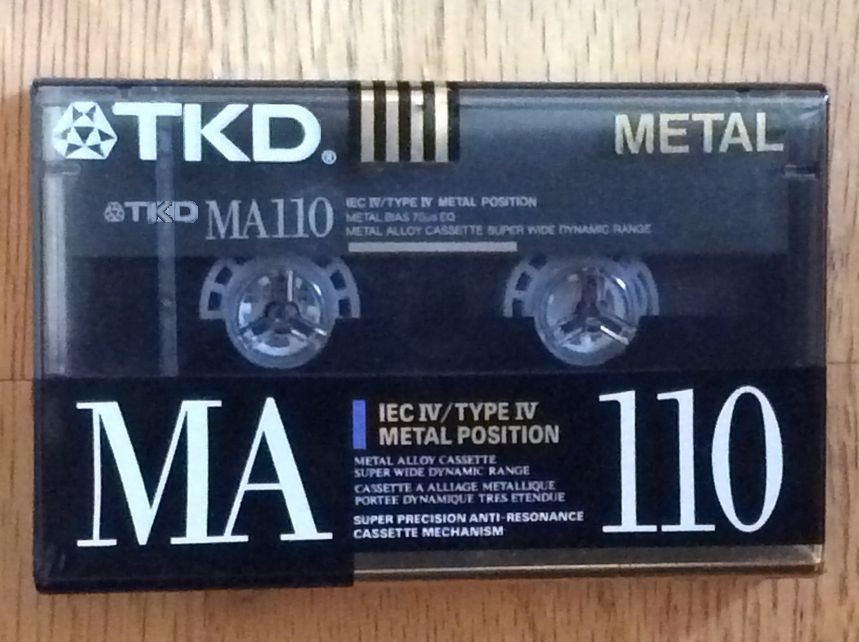 TKD®
METAL
TKD MA110
IEC IV/TYPE IV METAL POSITION
METAL BIAS 70μs EQ
METAL ALLOY CASSETTE SUPER WIDE DYNAMIC RANGE
MA
IEC IV/TYPE IV
METAL POSITION
METAL ALLOY CASSETTE
SUPER WIDE DYNAMIC RANGE
CASSETTE A ALLIAGE METALLIQUE
PORTEE DYNAMIQUE TRES ETENDUE
SUPER PRECISION ANTI-RESONANCE
CASSETTE MECHANISM
110